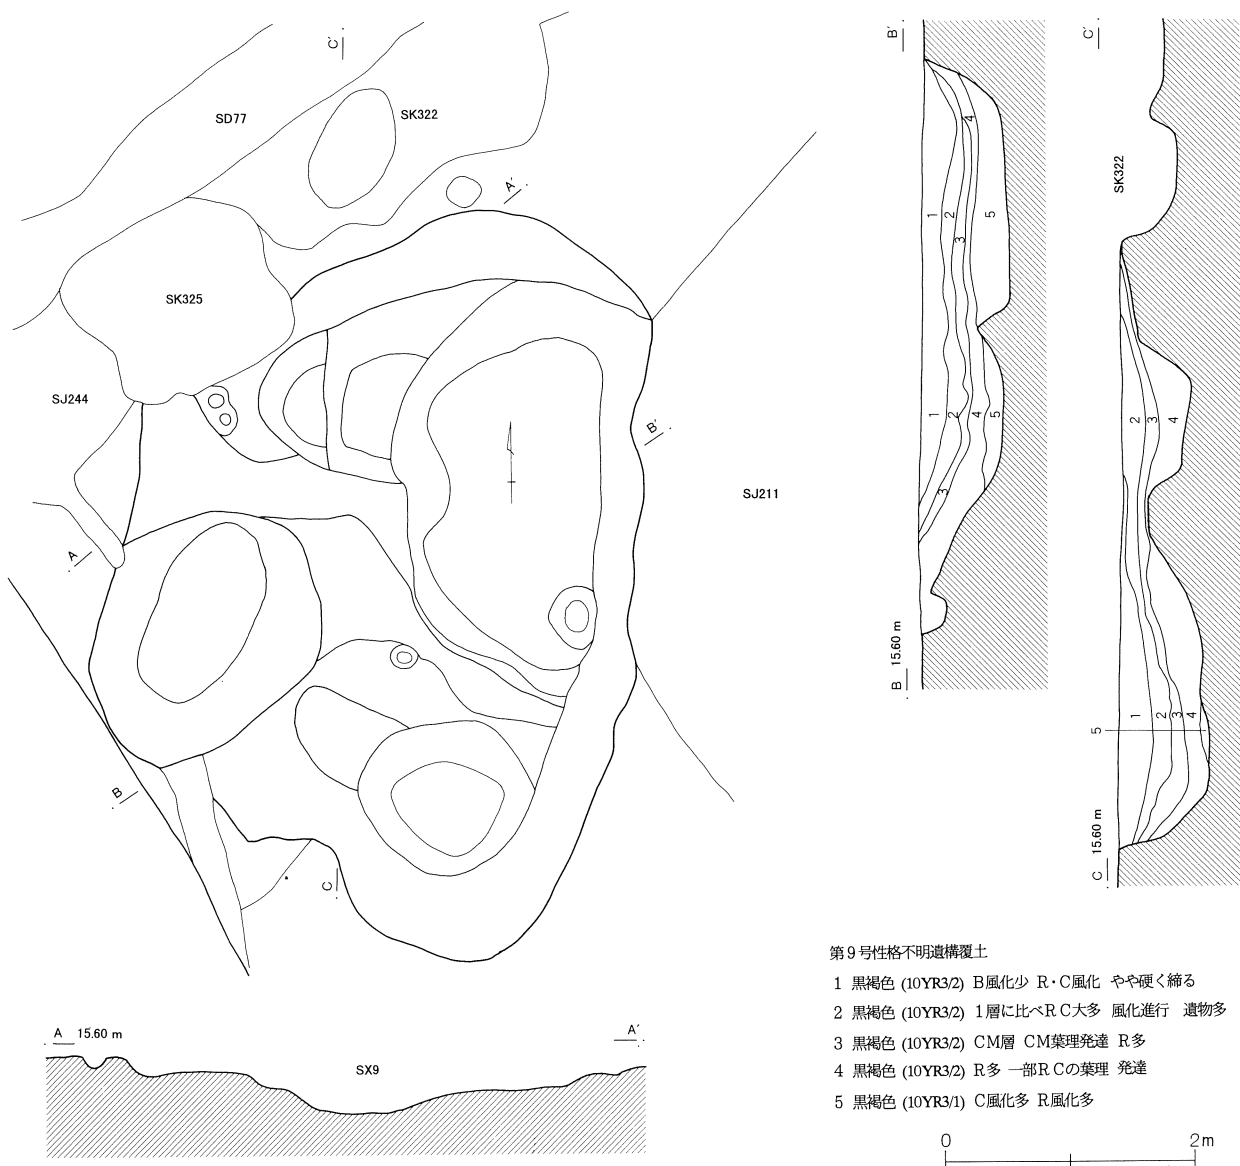 C′
SD77
SK322
A′
SK325
SJ244
B′
SJ211
A
B
C
B′
1 2 3 4 5
1 2 3 4 5
B 15.60 m
C′
SK322
2 3 4
1 2 3 4
5
C 15.60 m
A 15.60 m
A′
SX9
第9号性格不明遺構覆土
1 黒褐色 (10YR3/2) B風化少 R・C風化 やや硬く締る
2 黒褐色 (10YR3/2) 1層に比べRC大多 風化進行 遺物多
3 黒褐色 (10YR3/2) CM層 CM葉理発達 R多
4 黒褐色 (10YR3/2) R多 一部RCの葉理 発達
5 黒褐色 (10YR3/1) C風化多 R風化多
0 2m